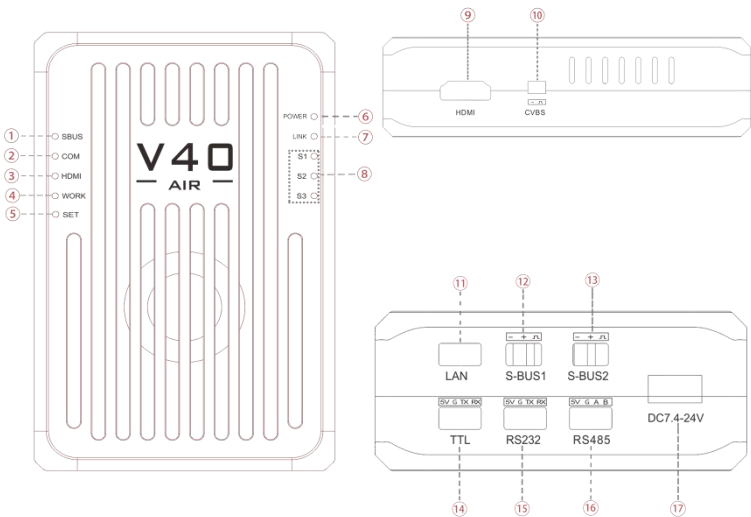 ⑨ ⑩
HDMI CVBS
POWER ⑥
① SBUS LINK ⑦
② COM S1
③ HDMI S2 ⑧
④ WORK S3
⑤ SET
V40
— AIR —
⑪ ⑫ ⑬
− + ⎍ − + ⎍
LAN S-BUS1 S-BUS2
5V G TX RX 5V G TX RX 5V G A B
TTL RS232 RS485 DC7.4-24V
⑭ ⑮ ⑯ ⑰